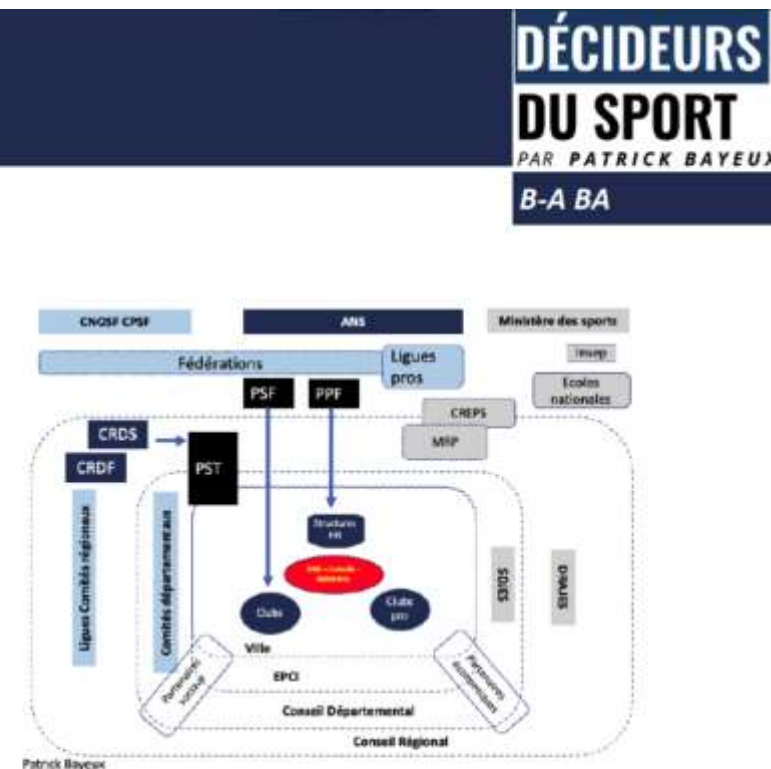 DÉCIDEURS
DU SPORT
PAR PATRICK BAYEUX
B-A BA
CNOSF CPSF
ANS
Ministère des sports
Fédérations
Ligues
pros
Insep
Ecoles
nationales
PSF
PPF
CREPS
MRP
CRDS
CRDF
PST
Structures
Ligues Comités régionaux
Comités départementaux
SDJES
DRAJES
Clubs
Clubs
pro
Ville
EPCI
Partenaires
Partenaires
économiques
Conseil Départemental
Conseil Régional
Patrick Bayeux